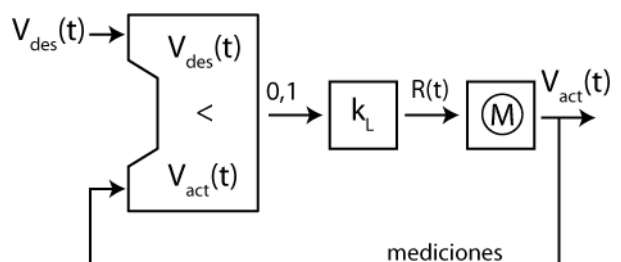 V_des(t)
V_des(t)
<
V_act(t)
0,1
k_L
R(t)
M
V_act(t)
mediciones